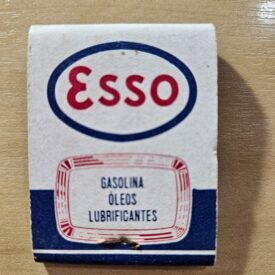 Esso
GASOLINA
ÓLEOS
LUBRIFICANTES